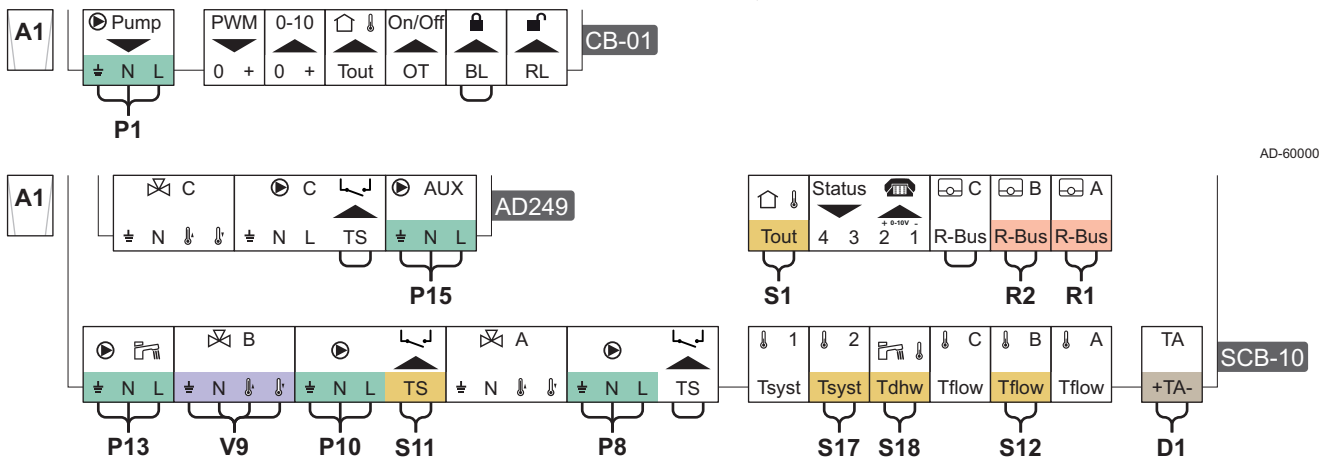 A1
Pump PWM 0-10 On/Off CB-01
N L 0 + 0 + Tout OT BL RL
P1
AD-60000
A1
C C AUX AD249 Status C B A
+ 0-10V -
N N L TS N L Tout 4 3 2 1 R-Bus R-Bus R-Bus
P15 S1 R2 R1
B A 1 2 C B A TA SCB-10
N L N N L TS N N L TS Tsyst Tsyst Tdhw Tflow Tflow Tflow +TA-
P13 V9 P10 S11 P8 S17 S18 S12 D1